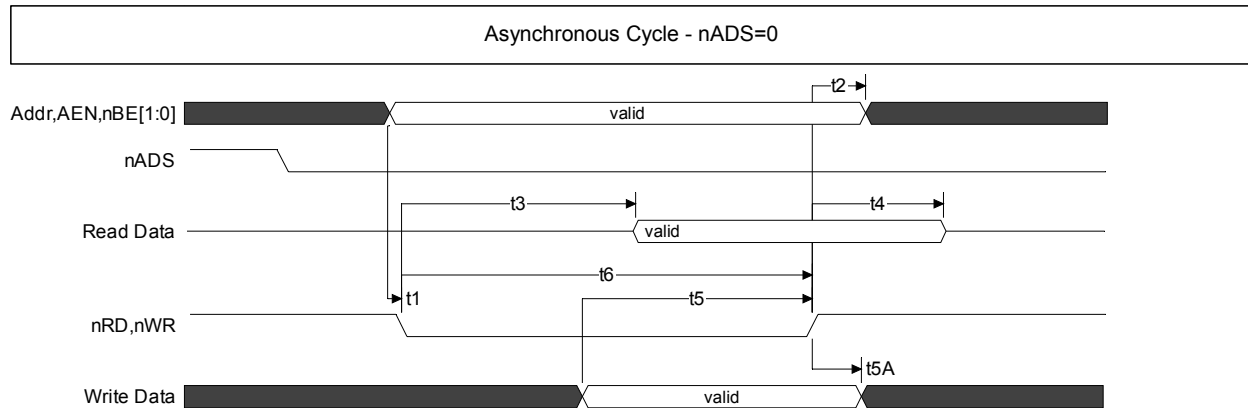 Asynchronous Cycle - nADS=0
t2
Addr,AEN,nBE[1:0]
valid
nADS
t3
t4
Read Data
valid
t6
t1
t5
nRD,nWR
t5A
Write Data
valid